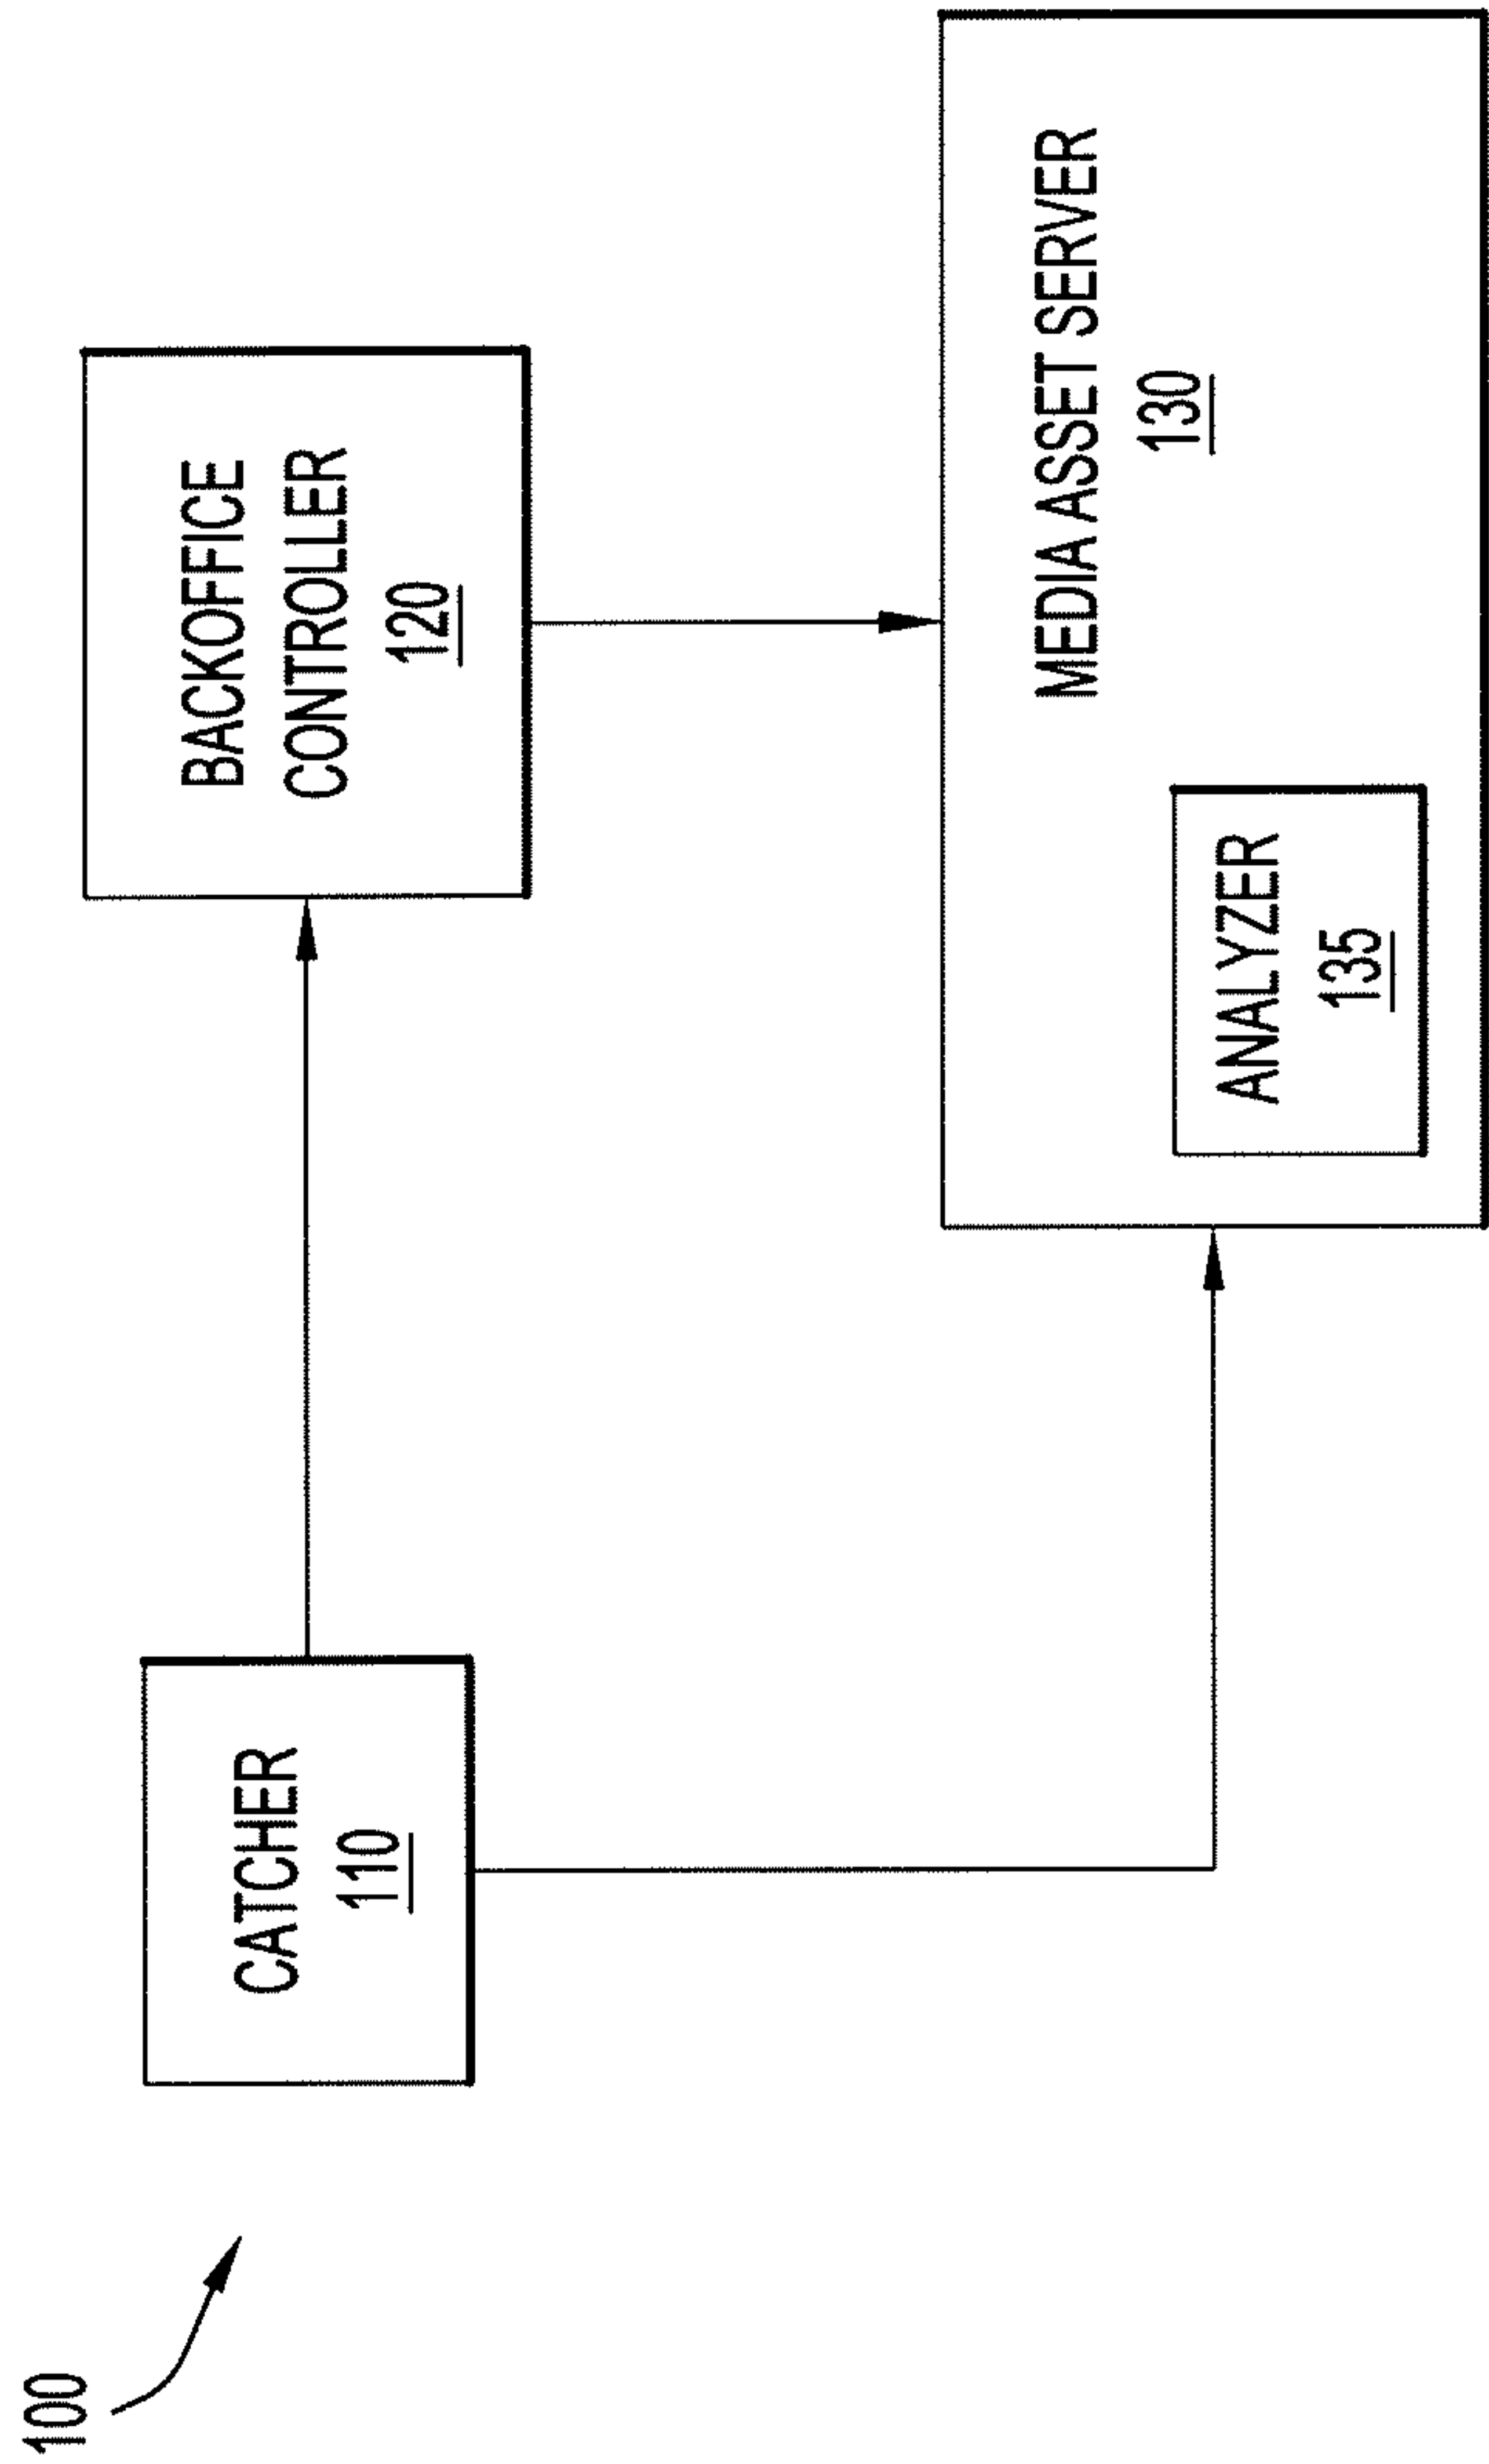 100
CATCHER
110
BACKOFFICE
CONTROLLER
120
MEDIA ASSET SERVER
130
ANALYZER
135